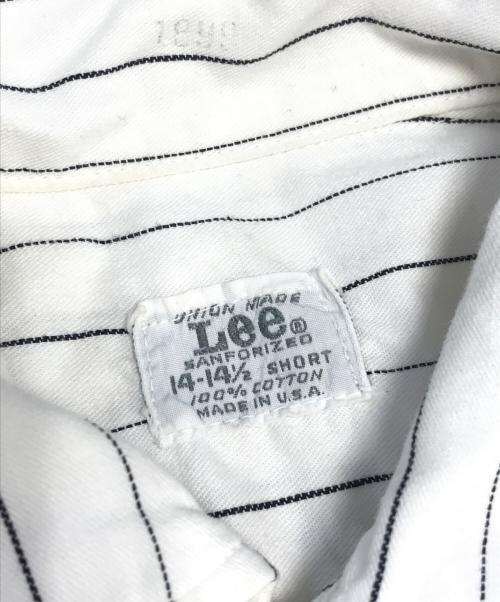 UNION MADE
Lee®
SANFORIZED
14-14½ SHORT
100% COTTON
MADE IN U.S.A.